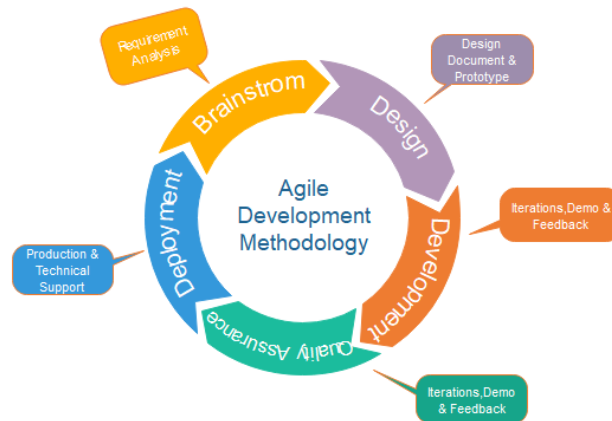 Requirement
Analysis
Brainstrom
Design
Document &
Prototype
Design
Agile
Development
Methodology
Iterations,Demo &
Feedback
Development
Deployment
Production &
Technical
Support
Quality Assurance
Iterations,Demo
& Feedback